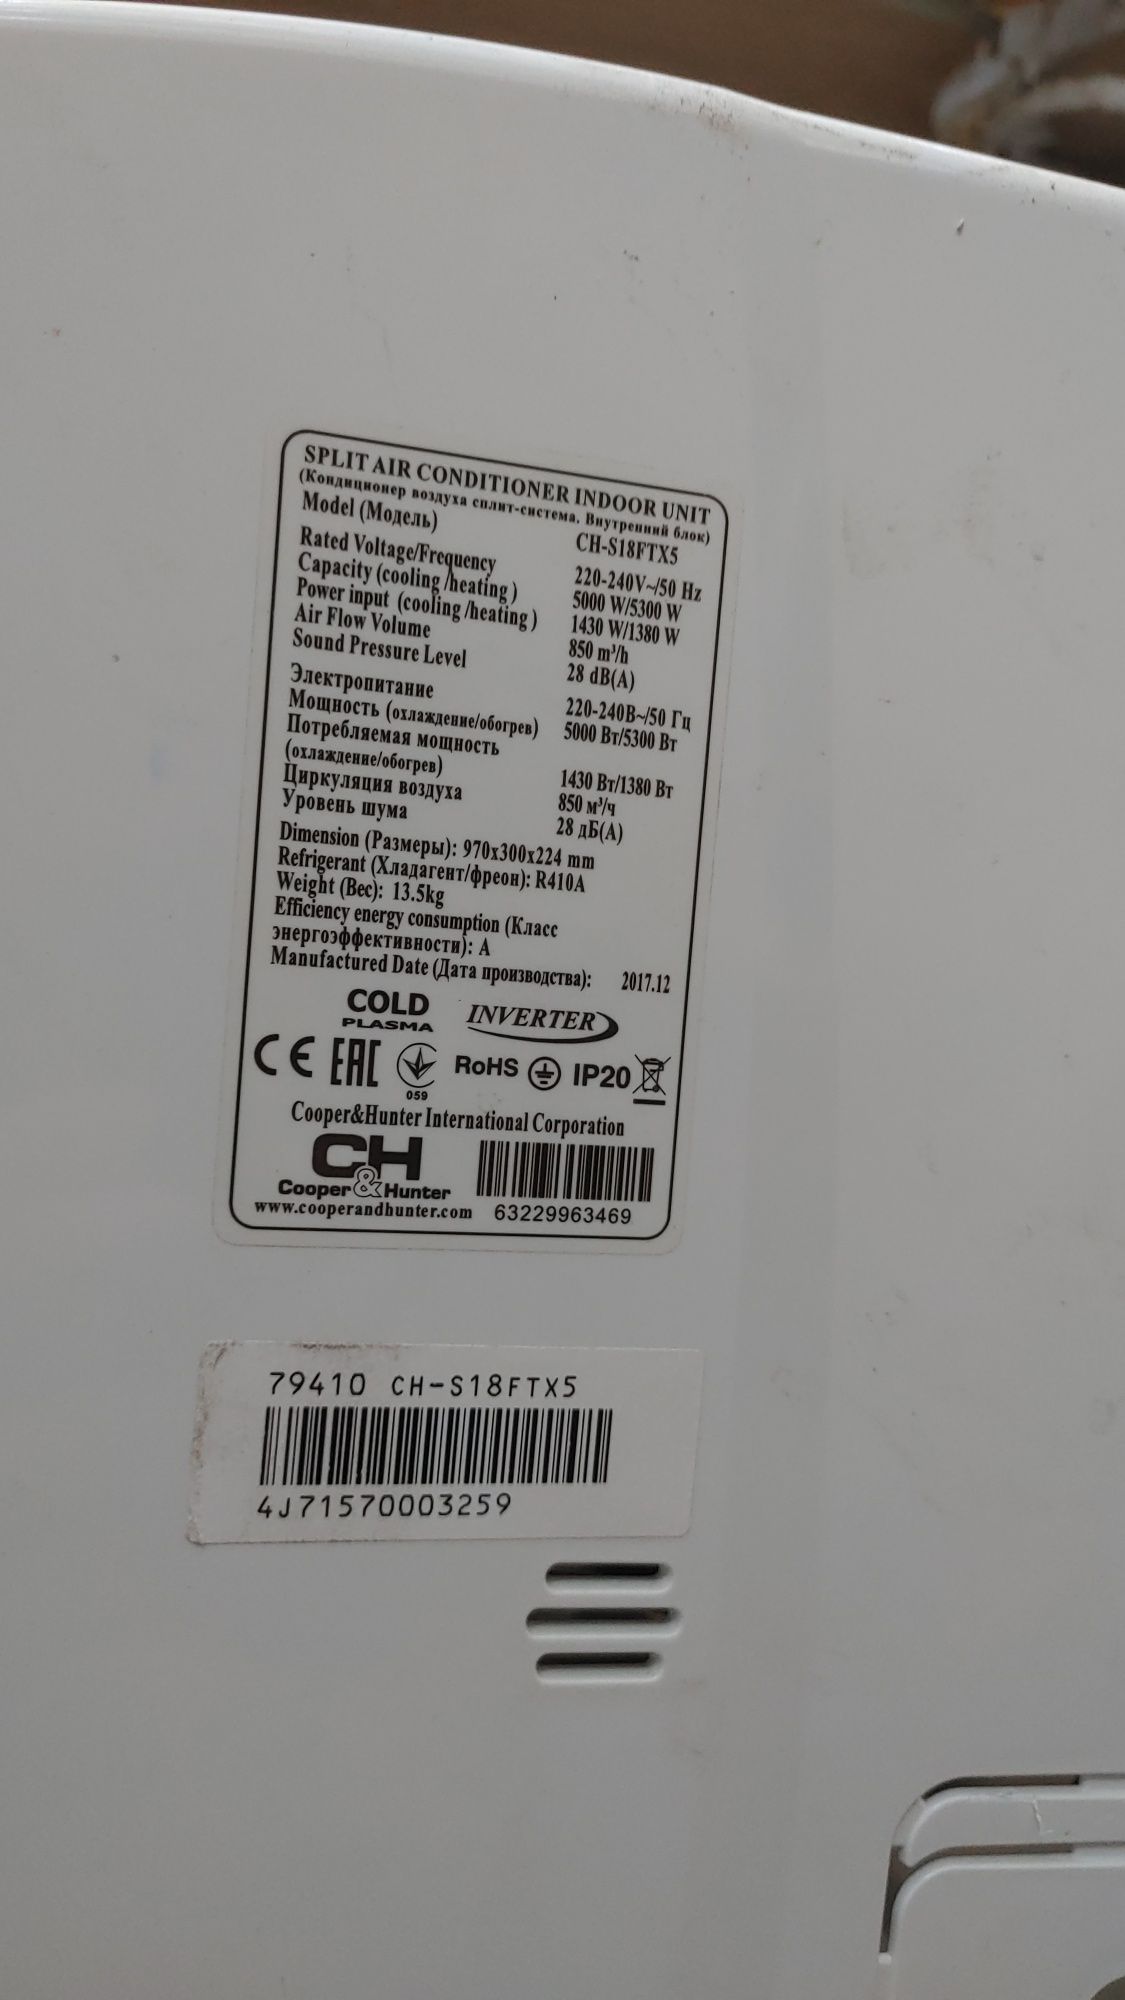 SPLIT AIR CONDITIONER INDOOR UNIT
(Кондиционер воздуха сплит-система. Внутренний блок)
Model (Модель) CH-S18FTX5
Rated Voltage/Frequency 220-240V~/50 Hz
Capacity (cooling /heating ) 5000 W/5300 W
Power input (cooling /heating ) 1430 W/1380 W
Air Flow Volume 850 m³/h
Sound Pressure Level 28 dB(A)
Электропитание 220-240В~/50 Гц
Мощность (охлаждение/обогрев) 5000 Вт/5300 Вт
Потребляемая мощность
(охлаждение/обогрев) 1430 Вт/1380 Вт
Циркуляция воздуха 850 м³/ч
Уровень шума 28 дБ(А)
Dimension (Размеры): 970x300x224 mm
Refrigerant (Хладагент/фреон): R410A
Weight (Вес): 13.5kg
Efficiency energy consumption (Класс
энергоэффективности): A
Manufactured Date (Дата производства): 2017.12
COLD PLASMA INVERTER
CE EAC 059 RoHS IP20
Cooper&Hunter International Corporation
CH
Cooper & Hunter
www.cooperandhunter.com 63229963469
79410 CH-S18FTX5
4J71570003259